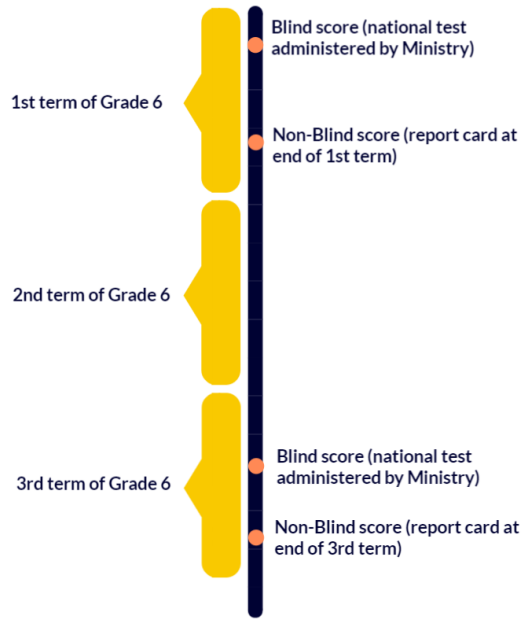 Blind score (national test
administered by Ministry)
1st term of Grade 6
Non-Blind score (report card at
end of 1st term)
2nd term of Grade 6
Blind score (national test
administered by Ministry)
3rd term of Grade 6
Non-Blind score (report card at
end of 3rd term)